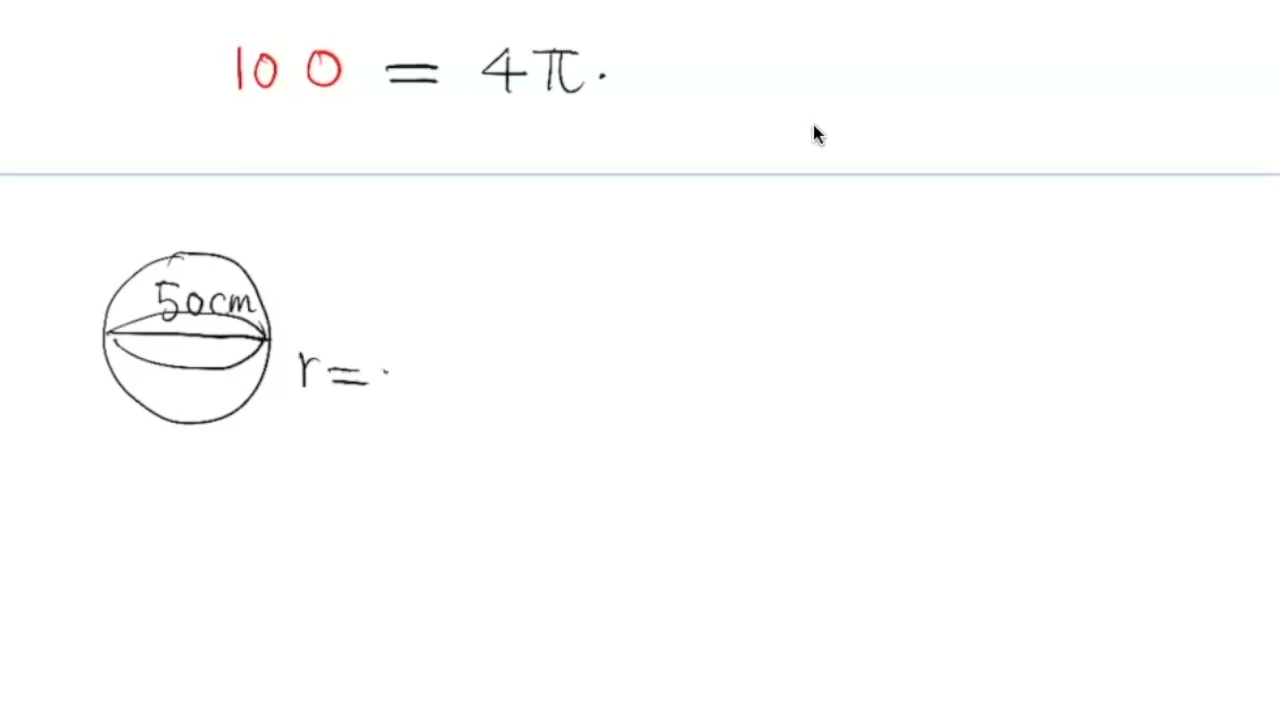 100 = 4π·
50cm
r = ·